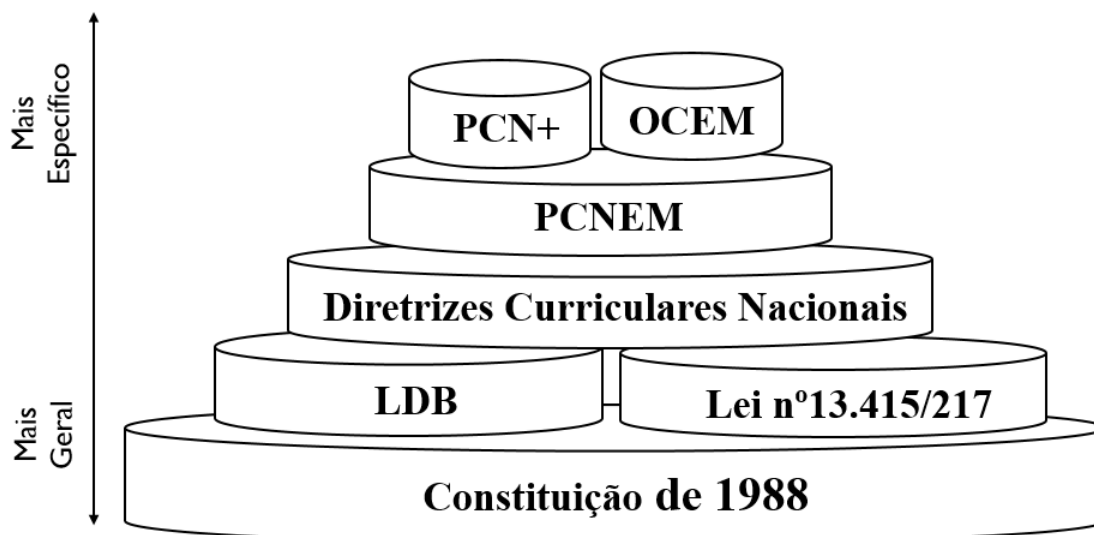 Mais
Específico
PCN+
OCEM
PCNEM
Diretrizes Curriculares Nacionais
LDB
Lei nº13.415/217
Mais
Geral
Constituição de 1988